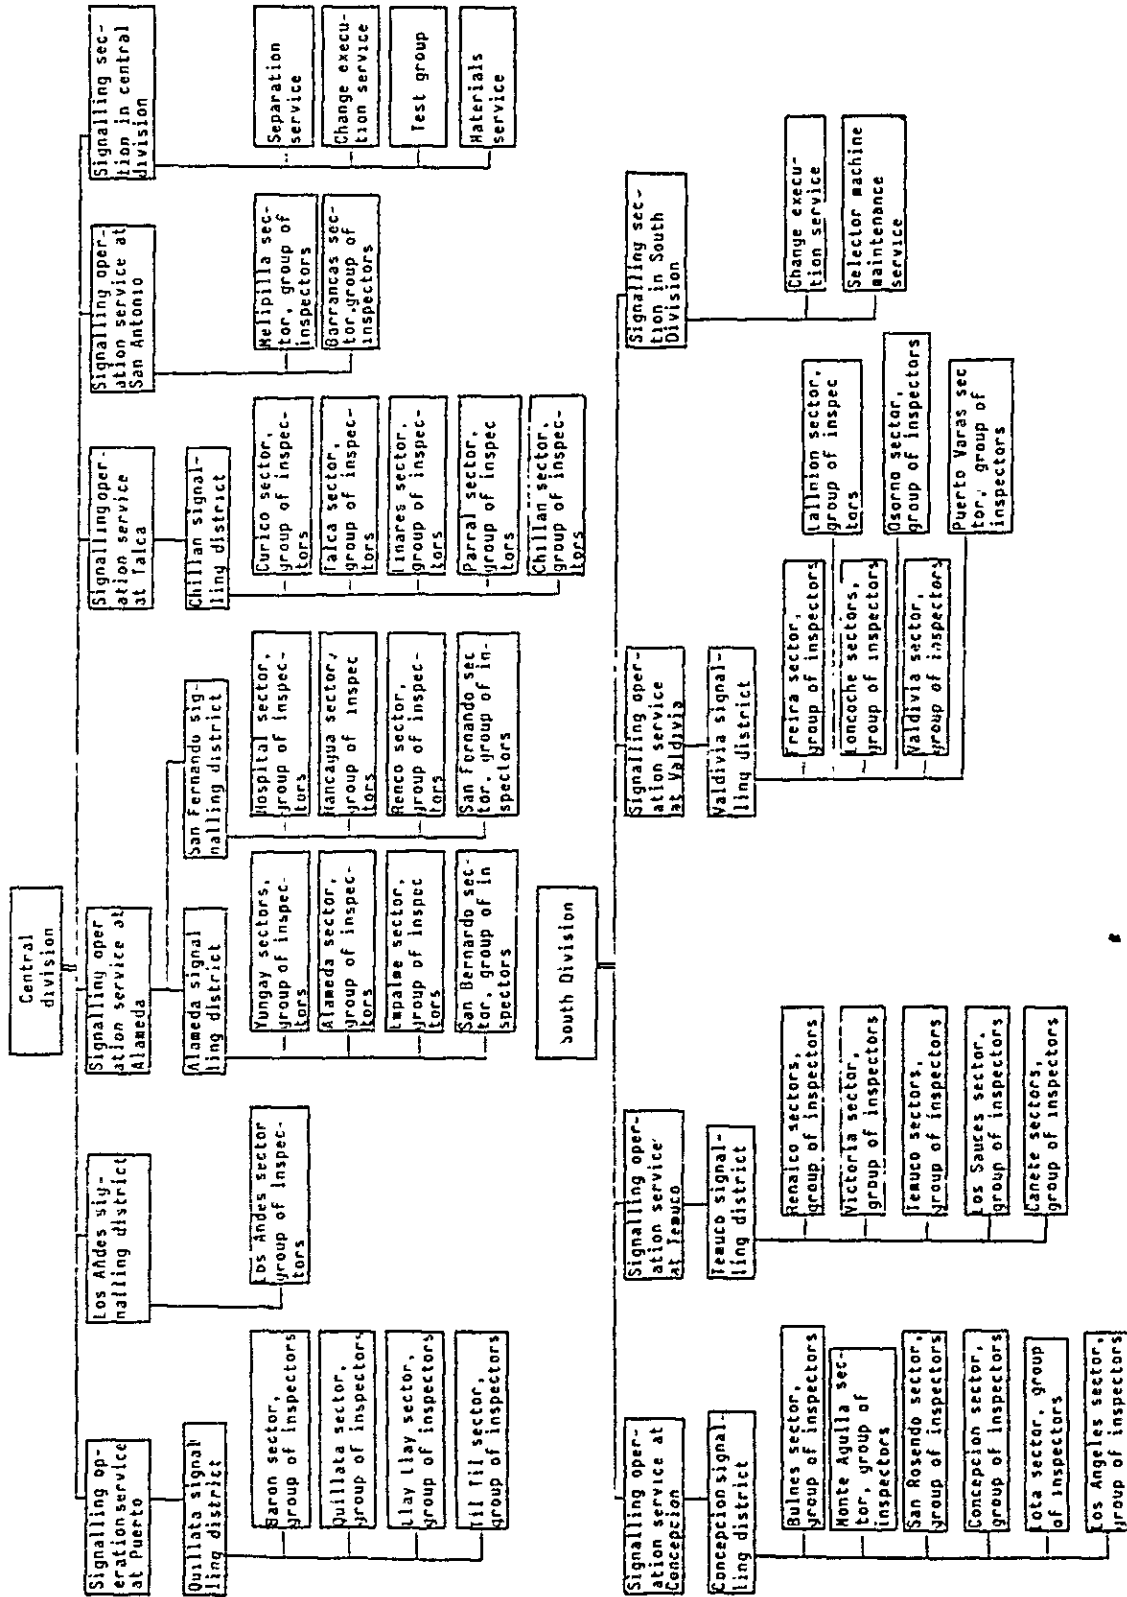 Central
division
Signalling op-
erationservice
at Puerto
Los Andes sig-
nalling district
Signalling oper
ation service at
Alameda
Signalling oper-
ation service
at Talca
Signalling oper-
ation service at
San Antonio
Signalling sec-
tion in central
division
Quillata signal
ling district
Alameda signal
ling district
San Fernando sig-
nalling district
Chillan signal-
ling district
Baron sector,
group of inspectors
Quillata sector,
group of inspectors
Llay Llay sector,
group of inspectors
Til Til sector,
group of inspectors
Los Andes sector
group of Inspec-
tors
Yungay sectors,
group of inspec-
tors
Alameda sector,
group of inspec-
tors
Empalme sector,
group of inspec
tors
San Bernardo sec-
tor, group of in
spectors
Hospital sector,
group of inspec-
tors
Rancagua sector,
group of inspec
tors
Renco sector,
group of inspec-
tors
San Fornando sec
tor, group of in-
spectors
Curico sector,
group of inspec-
tors
Talca sector,
group of inspec-
tors
Linares sector,
group of inspec-
tors
Parral sector,
group of inspec
tors
Chillan sector,
group of inspec-
tors
Melipilla sec-
tor, group of
inspectors
Barrancas sec-
tor,group of
inspectors
Separation
service
Change execu-
tion service
Test group
Materials
service
South Division
Signalling oper-
ation service at
Concepcion
Signalling oper-
ation service
at Temuco
Signalling oper-
ation service
at Valdivia
Signalling sec-
tion in South
Division
Concepcion signal-
ling district
Temuco signal-
ling district
Valdivia signal-
ling district
Bulnes sector,
group of inspectors
Monte Agulla sec-
tor, group of
inspectors
San Rosendo sector,
group of inspectors
Concepcion sector,
group of inspectors
Lota sector, group
of inspectors
Los Angeles sector,
group of inspectors
Renaico sectors,
group of inspectors
Victoria sector,
group of inspectors
Temuco sectors,
group of inspectors
Los Sauces sector,
group of inspectors
Canete sectors,
group of inspectors
Freira sector,
group of inspectors
Loncoche sectors,
group of inspectors
Valdivia sector,
group of inspectors
sector,
group of inspec
tors
Osorno sector,
group of inspectors
Puerto Varas sec
tor, group of
inspectors
Change execu-
tion service
Selector machine
maintenance
service